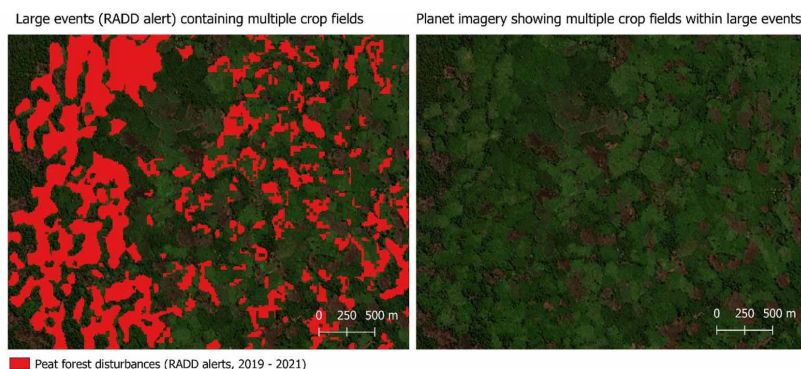 Large events (RADD alert) containing multiple crop fields
Planet imagery showing multiple crop fields within large events
0 250 500 m
0 250 500 m
Peat forest disturbances (RADD alerts, 2019 - 2021)